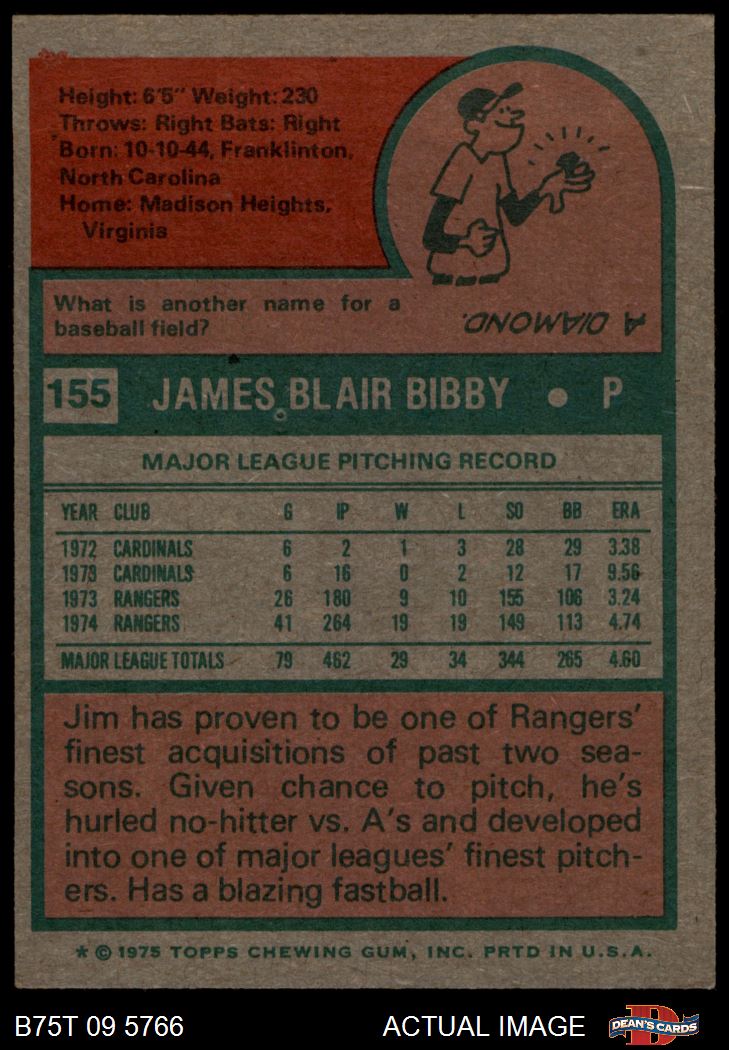 Height: 6'5" Weight: 230
Throws: Right Bats: Right
Born: 10-10-44, Franklinton,
North Carolina
Home: Madison Heights,
Virginia
What is another name for a
baseball field?
A DIAMOND.
155 JAMES BLAIR BIBBY • P
MAJOR LEAGUE PITCHING RECORD
YEAR CLUB G IP W L SO BB ERA
1972 CARDINALS 6 2 1 3 28 29 3.38
1973 CARDINALS 6 16 0 2 12 17 9.56
1973 RANGERS 26 180 9 10 155 106 3.24
1974 RANGERS 41 264 19 19 149 113 4.74
MAJOR LEAGUE TOTALS 79 462 29 34 344 265 4.60
Jim has proven to be one of Rangers'
finest acquisitions of past two sea-
sons. Given chance to pitch, he's
hurled no-hitter vs. A's and developed
into one of major leagues' finest pitch-
ers. Has a blazing fastball.
* © 1975 TOPPS CHEWING GUM, INC. PRTD IN U.S.A.
B75T 09 5766 ACTUAL IMAGE DEAN'S CARDS